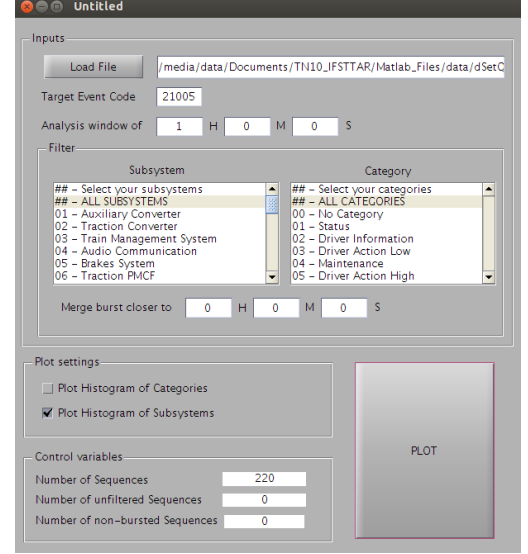 Untitled
Inputs
Load File /media/data/Documents/TN10_IFSTTAR/Matlab_Files/data/dSetC
Target Event Code 21005
Analysis window of 1 H 0 M 0 S
Filter
Subsystem
## - Select your subsystems
## - ALL SUBSYSTEMS
01 - Auxiliary Converter
02 - Traction Converter
03 - Train Management System
04 - Audio Communication
05 - Brakes System
06 - Traction PMCF
Category
## - Select your categories
## - ALL CATEGORIES
00 - No Category
01 - Status
02 - Driver Information
03 - Driver Action Low
04 - Maintenance
05 - Driver Action High
Merge burst closer to 0 H 0 M 0 S
Plot settings
Plot Histogram of Categories
Plot Histogram of Subsystems
PLOT
Control variables
Number of Sequences 220
Number of unfiltered Sequences 0
Number of non-bursted Sequences 0